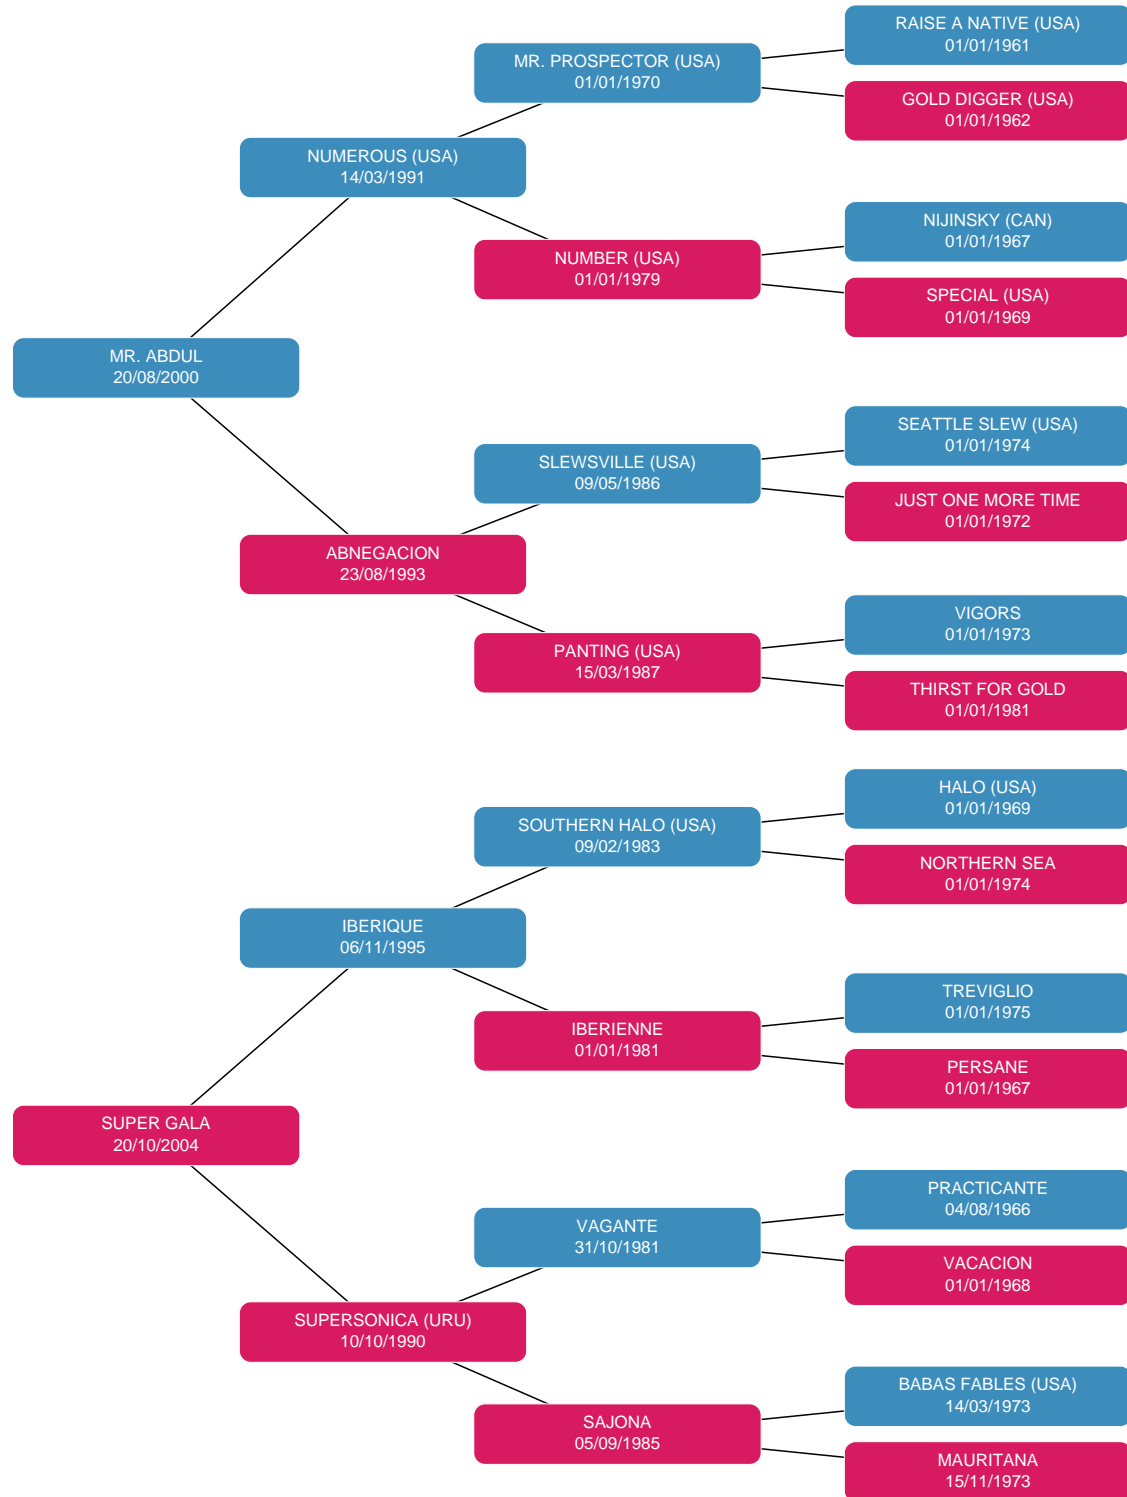 RAISE A NATIVE (USA)
01/01/1961
MR. PROSPECTOR (USA)
01/01/1970
GOLD DIGGER (USA)
01/01/1962
NUMEROUS (USA)
14/03/1991
NIJINSKY (CAN)
01/01/1967
NUMBER (USA)
01/01/1979
SPECIAL (USA)
01/01/1969
MR. ABDUL
20/08/2000
SEATTLE SLEW (USA)
01/01/1974
SLEWSVILLE (USA)
09/05/1986
JUST ONE MORE TIME
01/01/1972
ABNEGACION
23/08/1993
VIGORS
01/01/1973
PANTING (USA)
15/03/1987
THIRST FOR GOLD
01/01/1981
HALO (USA)
01/01/1969
SOUTHERN HALO (USA)
09/02/1983
NORTHERN SEA
01/01/1974
IBERIQUE
06/11/1995
TREVIGLIO
01/01/1975
IBERIENNE
01/01/1981
PERSANE
01/01/1967
SUPER GALA
20/10/2004
PRACTICANTE
04/08/1966
VAGANTE
31/10/1981
VACACION
01/01/1968
SUPERSONICA (URU)
10/10/1990
BABAS FABLES (USA)
14/03/1973
SAJONA
05/09/1985
MAURITANA
15/11/1973